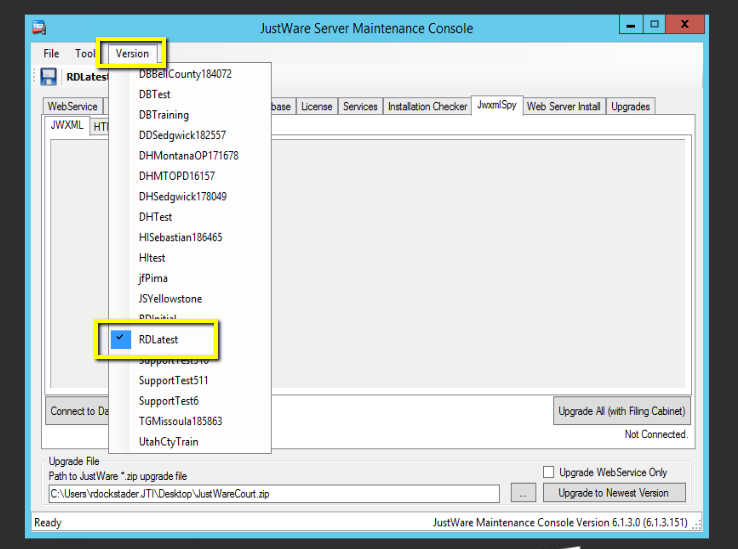 JustWare Server Maintenance Console
File Tool Version
RDLatest
DBBellCounty184072
DBTest
DBTraining
DDSedgwick182557
DHMontanaOP171678
DHMTOPD16157
DHSedgwick178049
DHTest
HISebastian186465
HItest
jfPima
JSYellowstone
RDInitial
RDLatest
SupportTest510
SupportTest511
SupportTest6
TGMissoula185863
UtahCtyTrain
WebService base License Services Installation Checker JwxmlSpy Web Server Install Upgrades
JWXML HT
Connect to Da Upgrade All (with Filing Cabinet)
Not Connected.
Upgrade File
Path to JustWare *.zip upgrade file Upgrade WebService Only
C:\Users\rdockstader.JTI\Desktop\JustWareCourt.zip ... Upgrade to Newest Version
Ready JustWare Maintenance Console Version 6.1.3.0 (6.1.3.151)